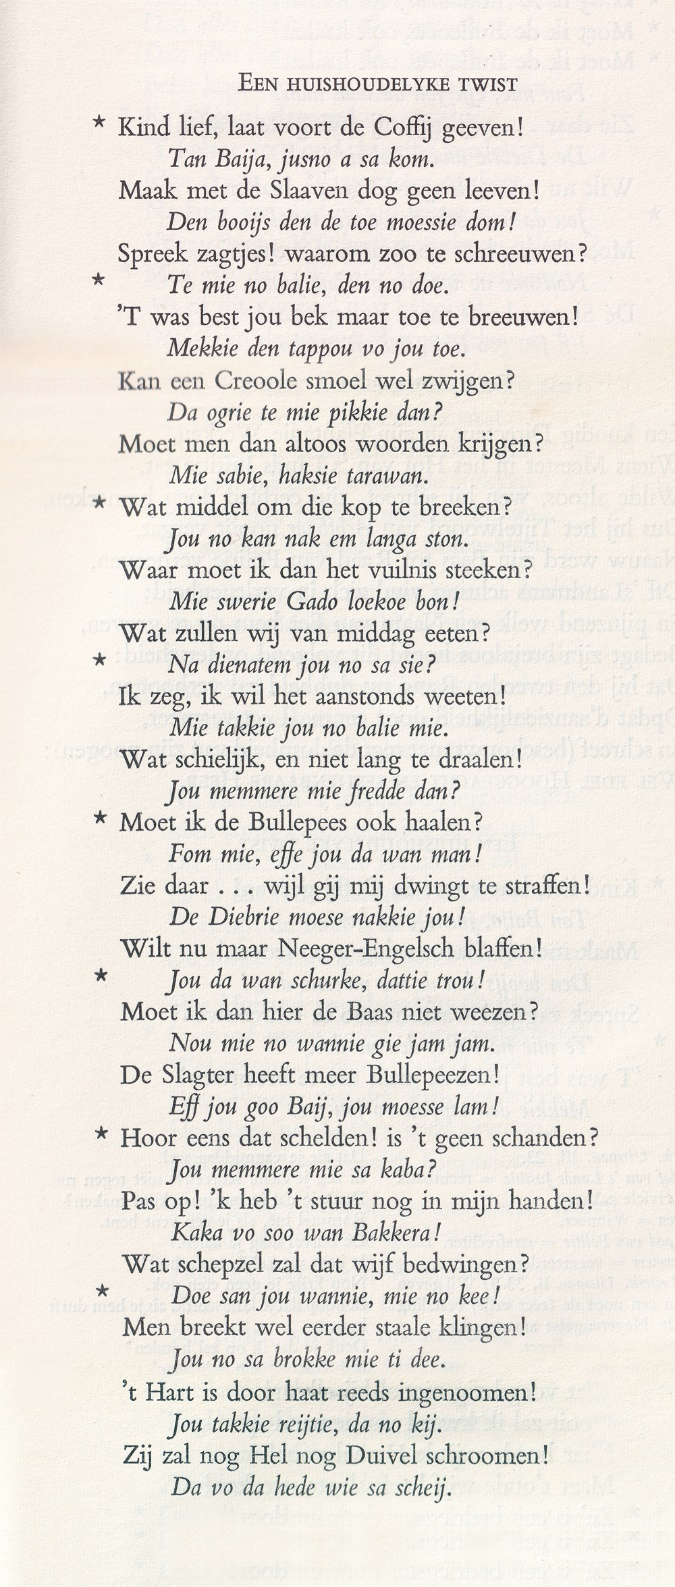 EEN HUISHOUDELYKE TWIST
* Kind lief, laat voort de Coffij geeven!
Tan Baija, jusno a sa kom.
Maak met de Slaaven dog geen leeven!
Den booijs den de toe moessie dom!
Spreek zagtjes! waarom zoo te schreeuwen?
* Te mie no balie, den no doe.
'T was best jou bek maar toe te breeuwen!
Mekkie den tappou vo jou toe.
Kan een Creoole smoel wel zwijgen?
Da ogrie te mie pikkie dan?
Moet men dan altoos woorden krijgen?
Mie sabie, haksie tarawan.
* Wat middel om die kop te breeken?
Jou no kan nak em langa ston.
Waar moet ik dan het vuilnis steeken?
Mie swerie Gado loekoe bon!
Wat zullen wij van middag eeten?
* Na dienatem jou no sa sie?
Ik zeg, ik wil het aanstonds weeten!
Mie takkie jou no balie mie.
Wat schielijk, en niet lang te draalen!
Jou memmere mie fredde dan?
* Moet ik de Bullepees ook haalen?
Fom mie, effe jou da wan man!
Zie daar . . . wijl gij mij dwingt te straffen!
De Diebrie moese nakkie jou!
Wilt nu maar Neeger-Engelsch blaffen!
* Jou da wan schurke, dattie trou!
Moet ik dan hier de Baas niet weezen?
Nou mie no wannie gie jam jam.
De Slagter heeft meer Bullepeezen!
Eff jou goo Baij, jou moesse lam!
* Hoor eens dat schelden! is 't geen schanden?
Jou memmere mie sa kaba?
Pas op! 'k heb 't stuur nog in mijn handen!
Kaka vo soo wan Bakkera!
Wat schepzel zal dat wijf bedwingen?
* Doe san jou wannie, mie no kee!
Men breekt wel eerder staale klingen!
Jou no sa brokke mie ti dee.
't Hart is door haat reeds ingenoomen!
Jou takkie reijtie, da no kij.
Zij zal nog Hel nog Duivel schroomen!
Da vo da hede wie sa scheij.